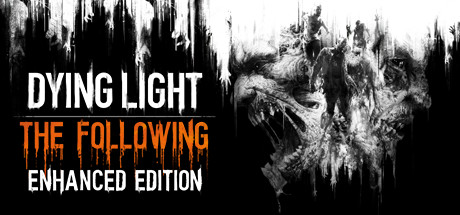 DYING LIGHT
THE FOLLOWING
ENHANCED EDITION